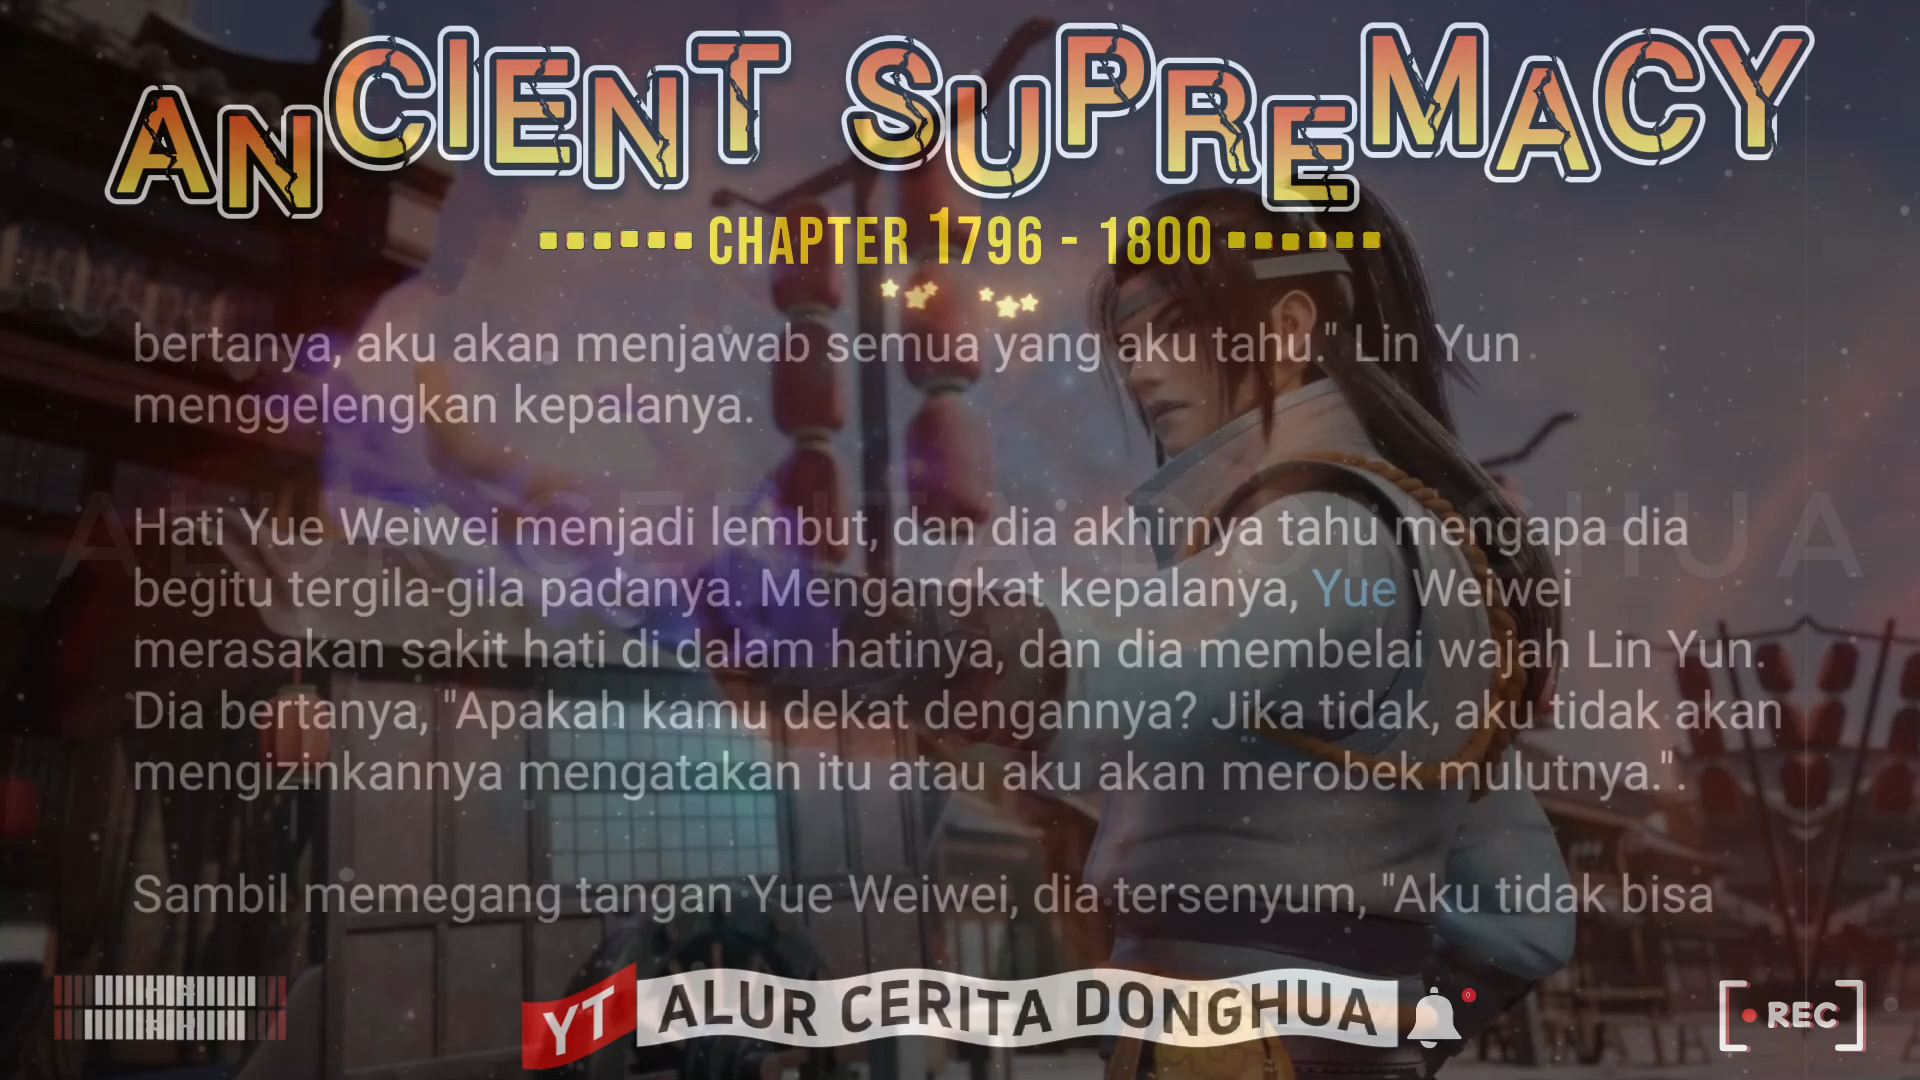 ANCIENT SUPREMACY
CHAPTER 1796 - 1800
bertanya, aku akan menjawab semua yang aku tahu." Lin Yun
menggelengkan kepalanya.
ALUR CERITA DONGHUA
Hati Yue Weiwei menjadi lembut, dan dia akhirnya tahu mengapa dia
begitu tergila-gila padanya. Mengangkat kepalanya, Yue Weiwei
merasakan sakit hati di dalam hatinya, dan dia membelai wajah Lin Yun.
Dia bertanya, "Apakah kamu dekat dengannya? Jika tidak, aku tidak akan
mengizinkannya mengatakan itu atau aku akan merobek mulutnya.".
Sambil memegang tangan Yue Weiwei, dia tersenyum, "Aku tidak bisa
YT ALUR CERITA DONGHUA
REC